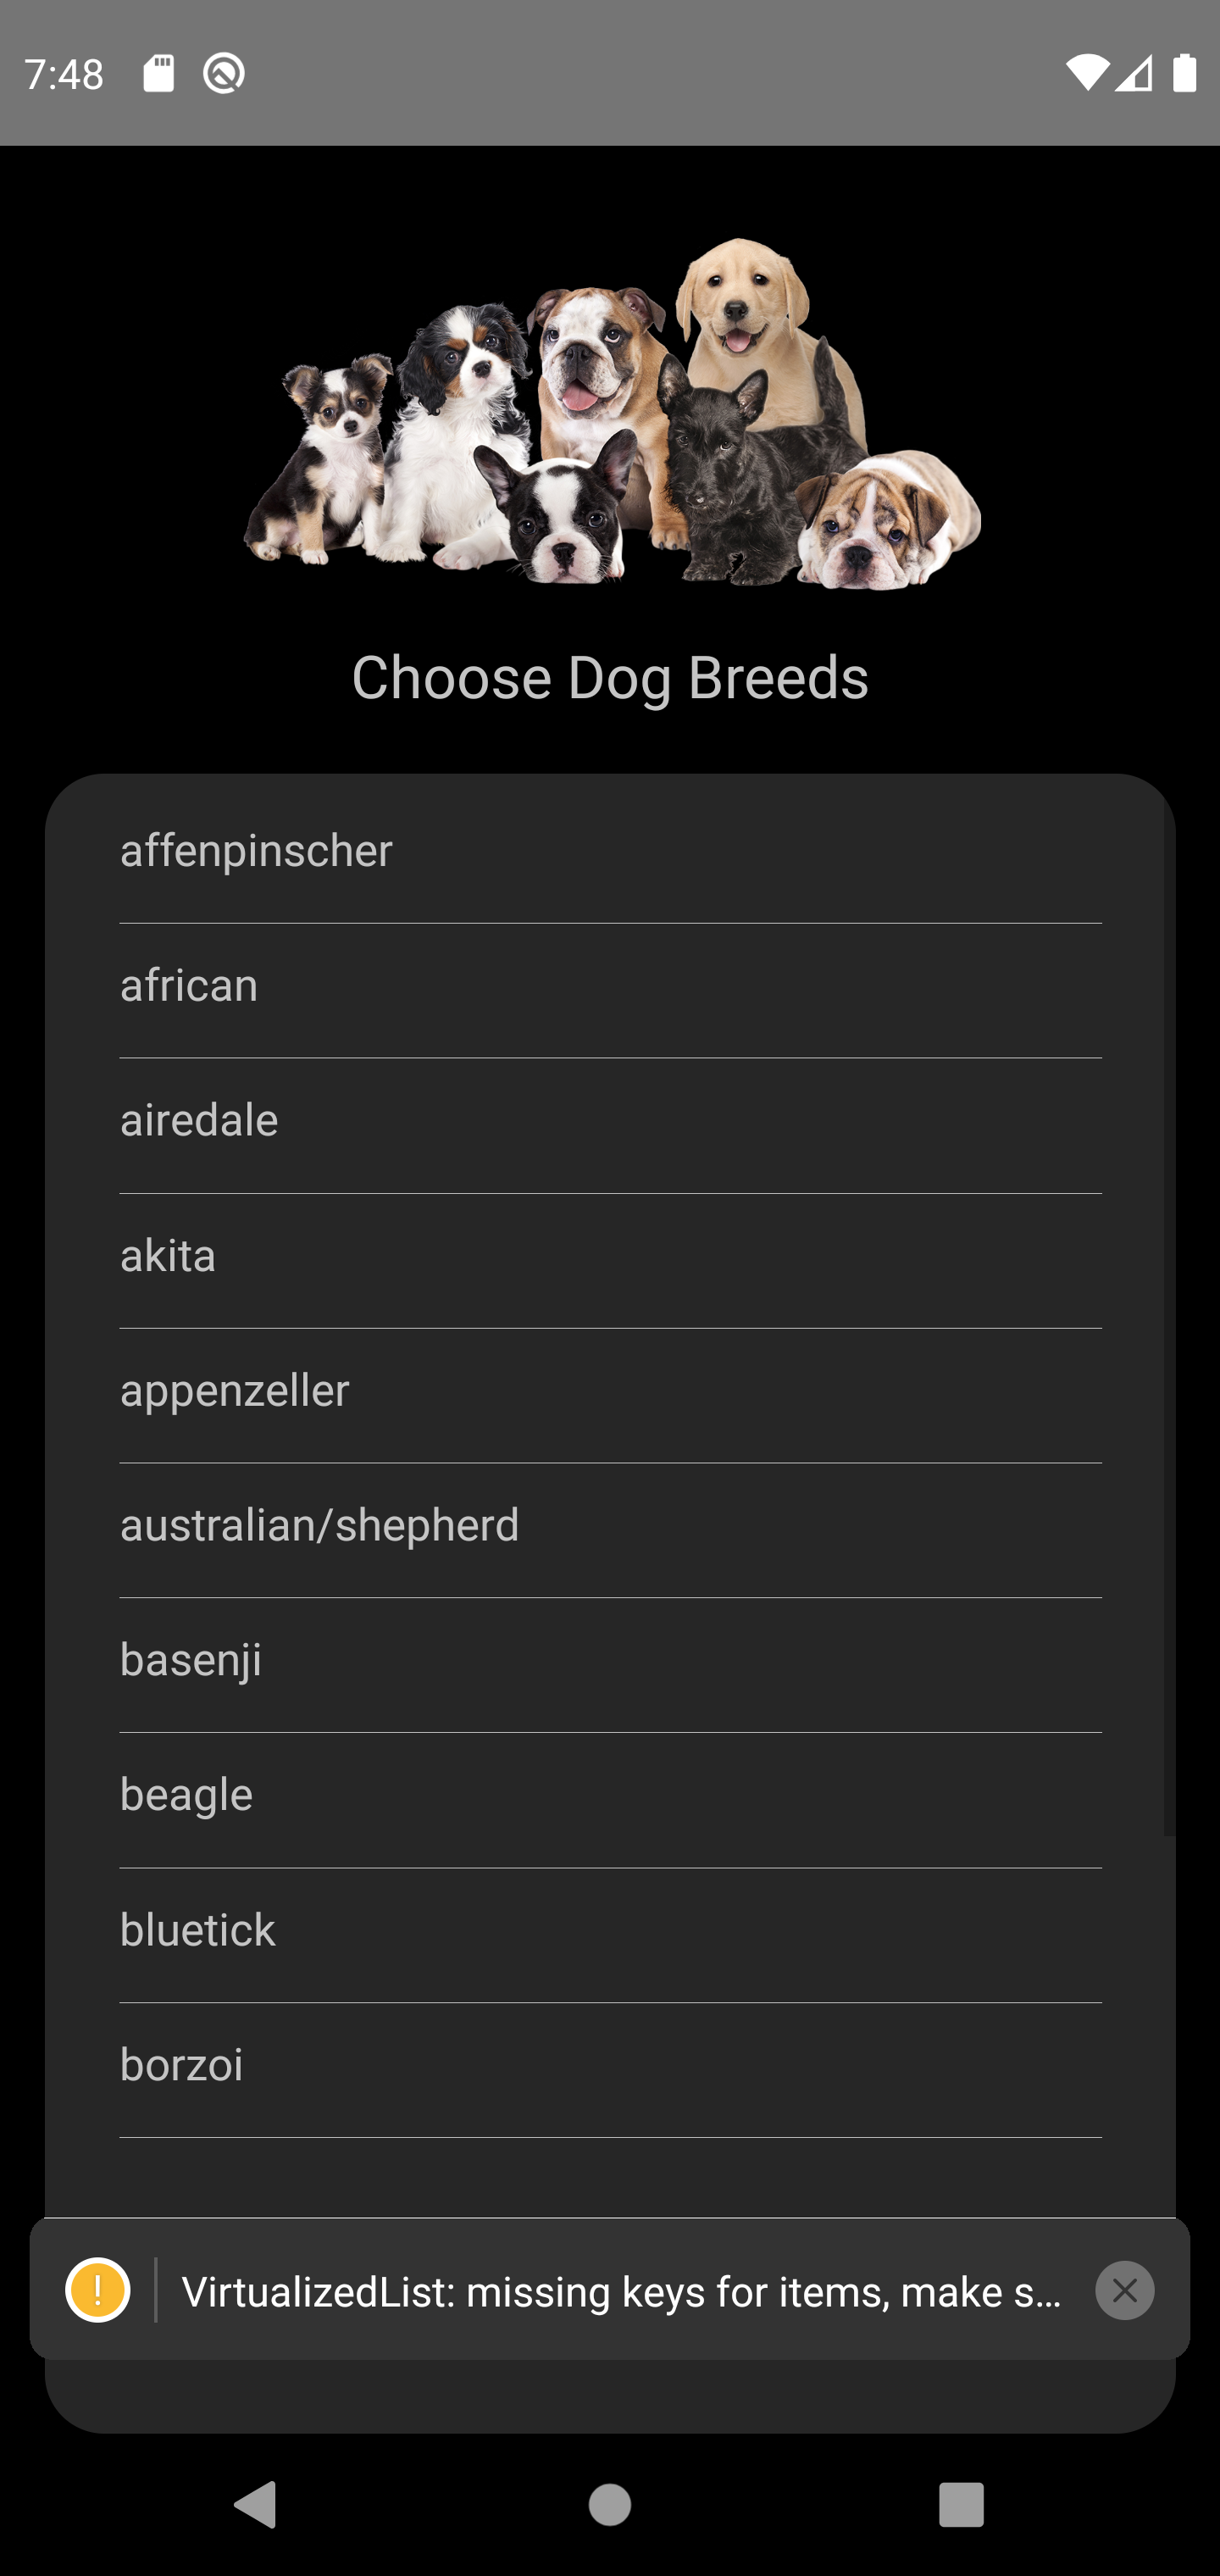 7:48
Choose Dog Breeds
affenpinscher
african
airedale
akita
appenzeller
australian/shepherd
basenji
beagle
bluetick
borzoi
! VirtualizedList: missing keys for items, make s...